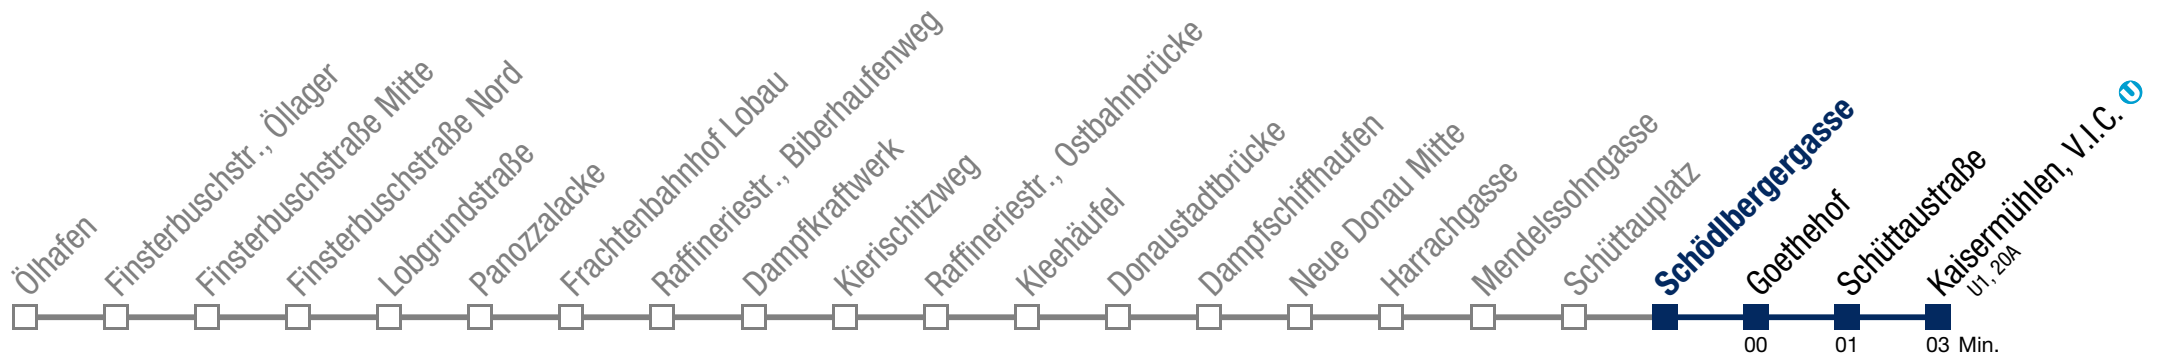 Ölhafen
Finsterbuschstr., Öllager
Finsterbuschstraße Mitte
Finsterbuschstraße Nord
Lobgrundstraße
Panozzalacke
Frachtenbahnhof Lobau
Raffineriestr., Biberhaufenweg
Dampfkraftwerk
Kierischitzweg
Raffineriestr., Ostbahnbrücke
Kleehäufel
Donaustadtbrücke
Dampfschiffhaufen
Neue Donau Mitte
Harrachgasse
Mendelssohngasse
Schüttauplatz
Schödlbergergasse
Goethehof
Schüttaustraße
Kaisermühlen, V.I.C. U
U1, 20A
00 01 03 Min.